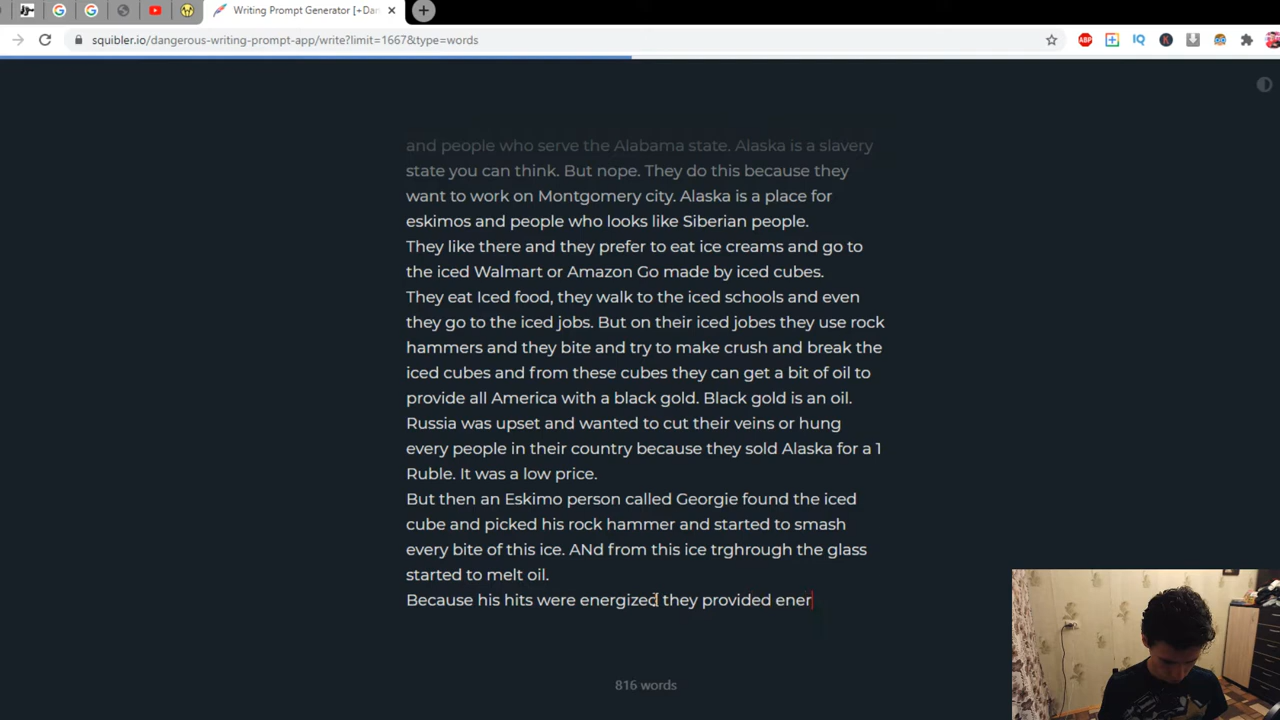 Writing Prompt Generator [+Dar
squibler.io/dangerous-writing-prompt-app/write?limit=1667&type=words
ABP
IQ
K
and people who serve the Alabama state. Alaska is a slavery
state you can think. But nope. They do this because they
want to work on Montgomery city. Alaska is a place for
eskimos and people who looks like Siberian people.
They like there and they prefer to eat ice creams and go to
the iced Walmart or Amazon Go made by iced cubes.
They eat Iced food, they walk to the iced schools and even
they go to the iced jobs. But on their iced jobes they use rock
hammers and they bite and try to make crush and break the
iced cubes and from these cubes they can get a bit of oil to
provide all America with a black gold. Black gold is an oil.
Russia was upset and wanted to cut their veins or hung
every people in their country because they sold Alaska for a 1
Ruble. It was a low price.
But then an Eskimo person called Georgie found the iced
cube and picked his rock hammer and started to smash
every bite of this ice. ANd from this ice trghrough the glass
started to melt oil.
Because his hits were energized they provided ener
816 words